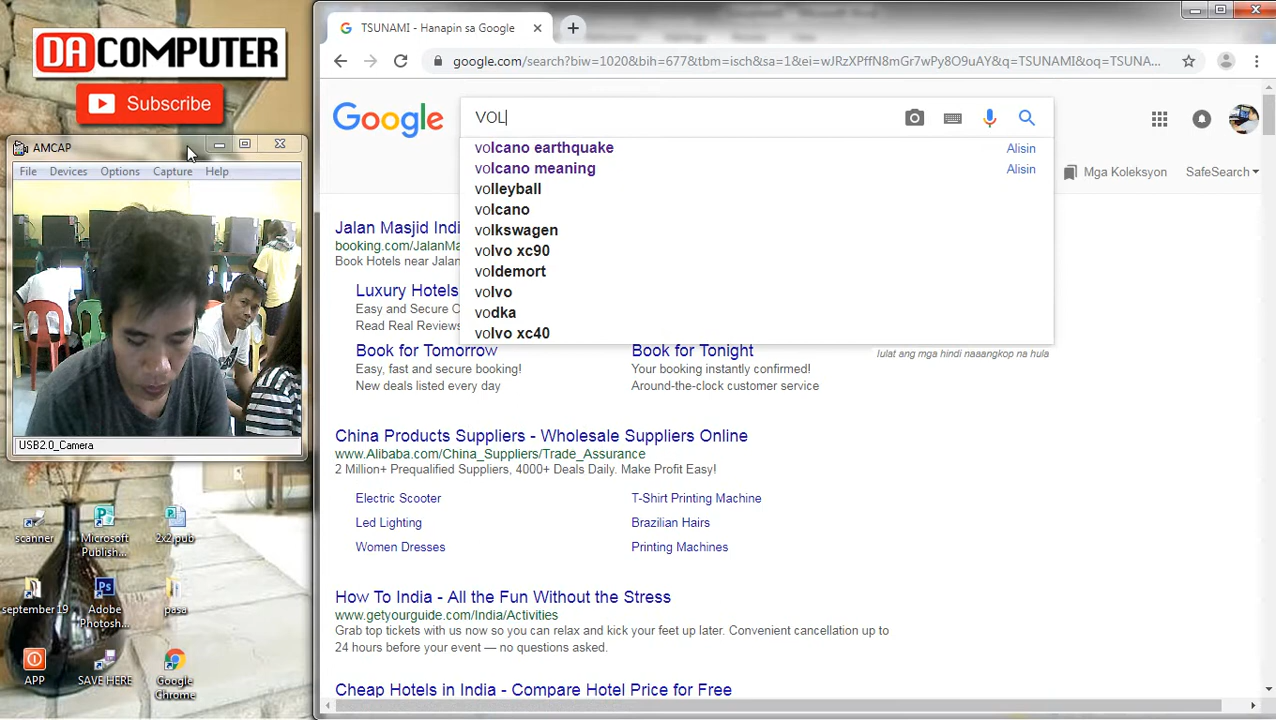 DACOMPUTER
Subscribe
AMCAP
File Devices Options Capture Help
USB2.0_Camera
scanner
Microsoft
Publish...
2x2.pub
september 19
Adobe
Photosh...
pasa
APP
SAVE HERE
Google
Chrome
TSUNAMI - Hanapin sa Google
google.com/search?biw=1020&bih=677&tbm=isch&sa=1&ei=wJRzXPffN8mGr7wPy8O9uAY&q=TSUNAMI&oq=TSUNA...
Google
VOL
volcano earthquake Alisin
volcano meaning Alisin
volleyball
volcano
volkswagen
volvo xc90
voldemort
volvo
vodka
volvo xc40
Iulat ang mga hindi naaangkop na hula
Mga Koleksyon SafeSearch
Jalan Masjid Indi
booking.com/JalanMa
Book Hotels near Jalan
Luxury Hotels
Easy and Secure O
Read Real Reviews
Book for Tomorrow
Easy, fast and secure booking!
New deals listed every day
Book for Tonight
Your booking instantly confirmed!
Around-the-clock customer service
China Products Suppliers - Wholesale Suppliers Online
www.Alibaba.com/China_Suppliers/Trade_Assurance
2 Million+ Prequalified Suppliers, 4000+ Deals Daily. Make Profit Easy!
Electric Scooter T-Shirt Printing Machine
Led Lighting Brazilian Hairs
Women Dresses Printing Machines
How To India - All the Fun Without the Stress
www.getyourguide.com/India/Activities
Grab top tickets with us now so you can relax and kick your feet up later. Convenient cancellation up to
24 hours before your event — no questions asked.
Cheap Hotels in India - Compare Hotel Price for Free